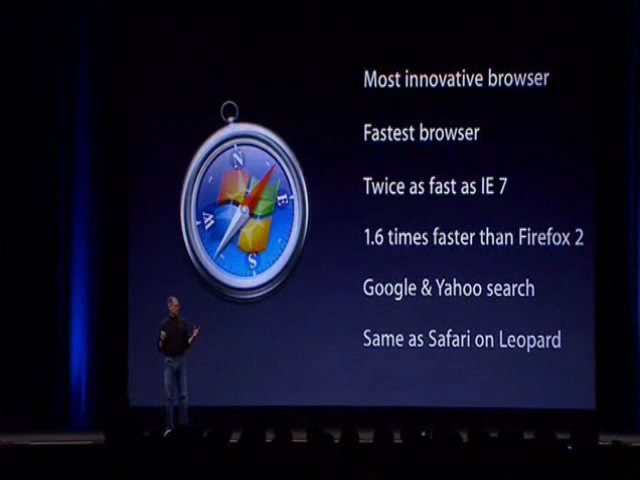 Most innovative browser
Fastest browser
Twice as fast as IE 7
1.6 times faster than Firefox 2
Google & Yahoo search
Same as Safari on Leopard
N
E
W
S